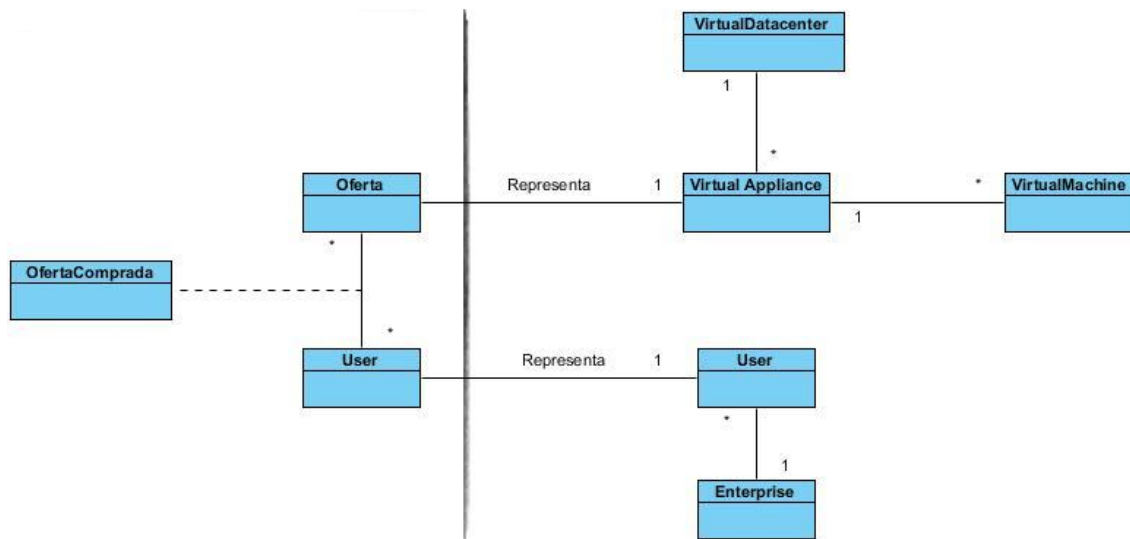 VirtualDatacenter
1
*
Oferta
Representa
1
Virtual Appliance
*
VirtualMachine
1
*
OfertaComprada
*
User
Representa
1
User
*
1
Enterprise